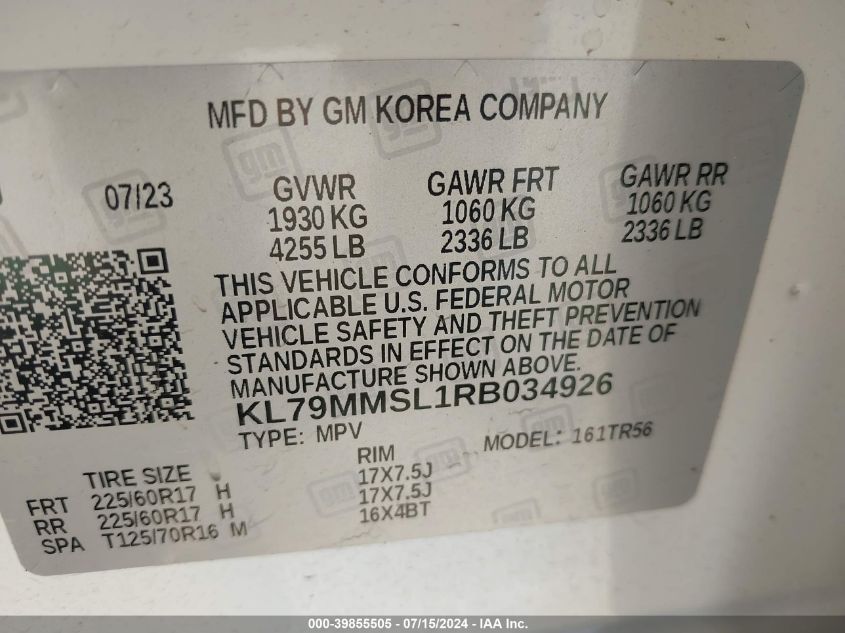 MFD BY GM KOREA COMPANY
07/23
GVWR
1930 KG
4255 LB
GAWR FRT
1060 KG
2336 LB
GAWR RR
1060 KG
2336 LB
THIS VEHICLE CONFORMS TO ALL
APPLICABLE U.S. FEDERAL MOTOR
VEHICLE SAFETY AND THEFT PREVENTION
STANDARDS IN EFFECT ON THE DATE OF
MANUFACTURE SHOWN ABOVE.
KL79MMSL1RB034926
TYPE: MPV MODEL: 161TR56
TIRE SIZE RIM
FRT 225/60R17 H 17X7.5J
RR 225/60R17 H 17X7.5J
SPA T125/70R16 M 16X4BT
000-39855505 - 07/15/2024 - IAA Inc.